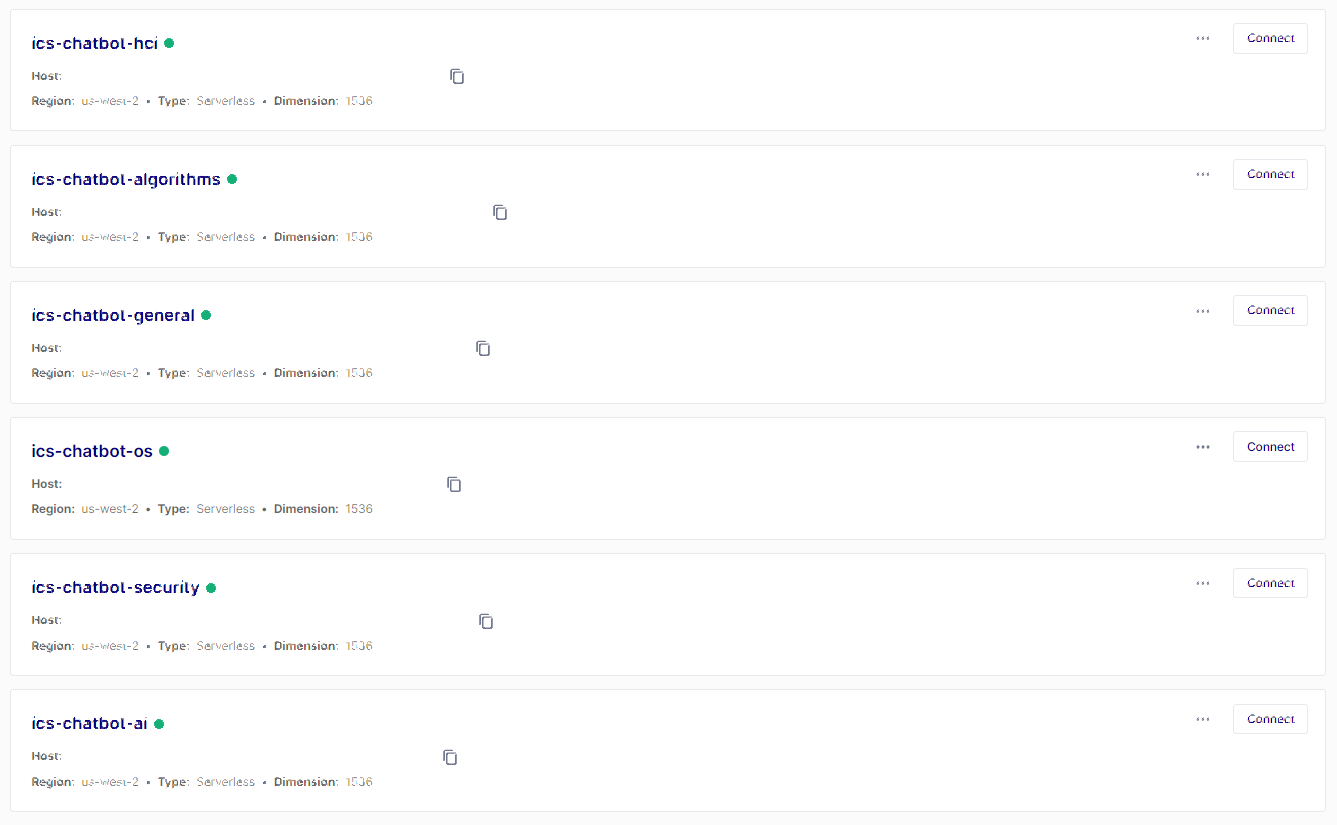 ics-chatbot-hci
Connect
Host:
Region: us-west-2 • Type: Serverless • Dimension: 1536
ics-chatbot-algorithms
Connect
Host:
Region: us-west-2 • Type: Serverless • Dimension: 1536
ics-chatbot-general
Connect
Host:
Region: us-west-2 • Type: Serverless • Dimension: 1536
ics-chatbot-os
Connect
Host:
Region: us-west-2 • Type: Serverless • Dimension: 1536
ics-chatbot-security
Connect
Host:
Region: us-west-2 • Type: Serverless • Dimension: 1536
ics-chatbot-ai
Connect
Host:
Region: us-west-2 • Type: Serverless • Dimension: 1536